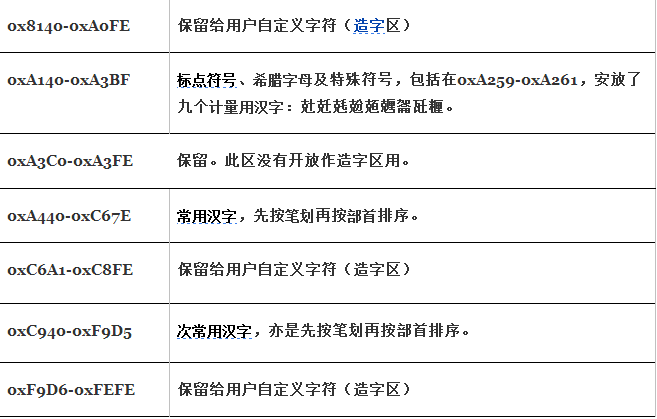 0x8140-0xA0FE 保留给用户自定义字符（造字区）
0xA140-0xA3BF 标点符号、希腊字母及特殊符号，包括在0xA259-0xA261，安放了
九个计量用汉字：兙兛兞兝兡兣嗧瓩糎。
0xA3C0-0xA3FE 保留。此区没有开放作造字区用。
0xA440-0xC67E 常用汉字，先按笔划再按部首排序。
0xC6A1-0xC8FE 保留给用户自定义字符（造字区）
0xC940-0xF9D5 次常用汉字，亦是先按笔划再按部首排序。
0xF9D6-0xFEFE 保留给用户自定义字符（造字区）